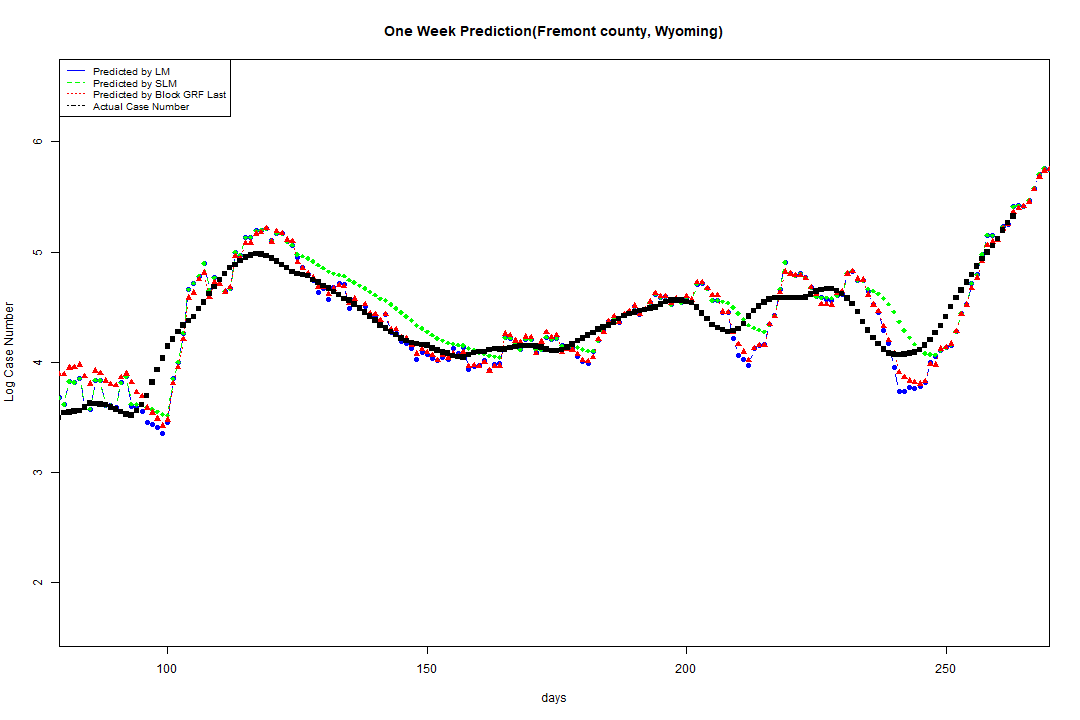 One Week Prediction(Fremont county, Wyoming)
Predicted by LM
Predicted by SLM
Predicted by Block GRF Last
Actual Case Number
Log Case Number
6
5
4
3
2
100 150 200 250
days